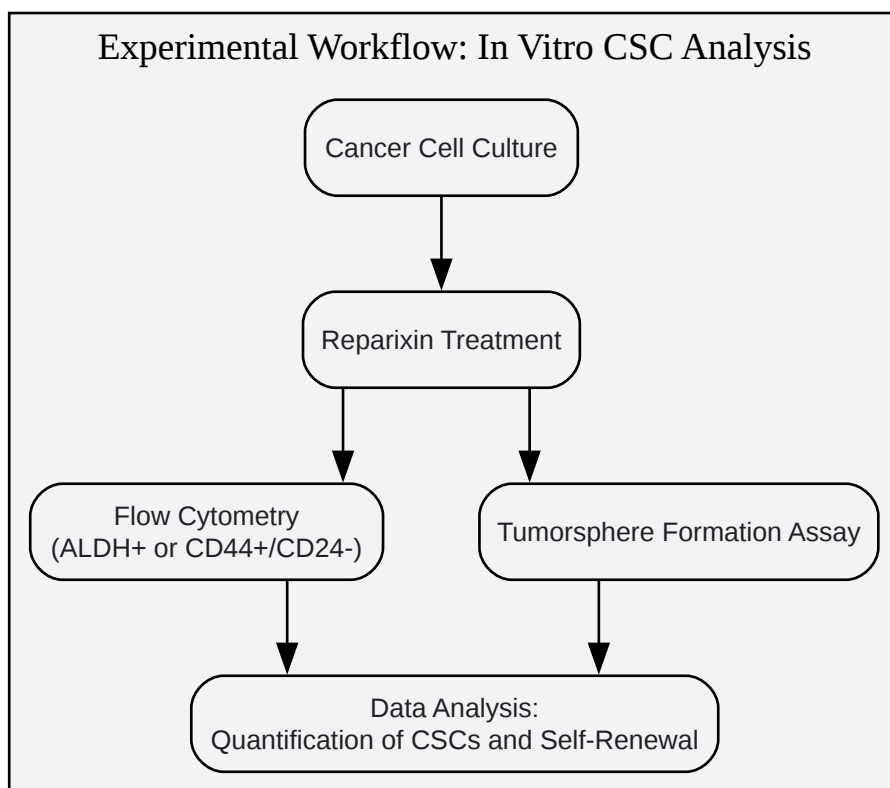 Experimental Workflow: In Vitro CSC Analysis
Cancer Cell Culture
Reparixin Treatment
Flow Cytometry
(ALDH+ or CD44+/CD24-)
Tumorsphere Formation Assay
Data Analysis:
Quantification of CSCs and Self-Renewal